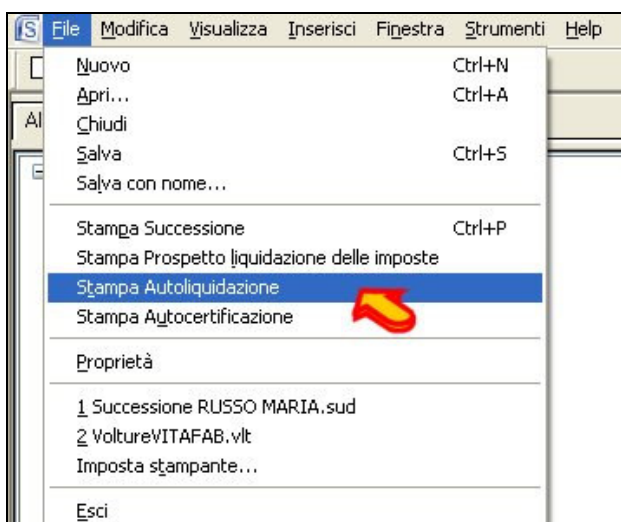 File Modifica Visualizza Inserisci Finestra Strumenti Help
Nuovo Ctrl+N
Apri... Ctrl+A
Al
Chiudi
Salva Ctrl+S
Salva con nome...
Stampa Successione Ctrl+P
Stampa Prospetto liquidazione delle imposte
Stampa Autoliquidazione
Stampa Autocertificazione
Proprietà
1 Successione RUSSO MARIA.sud
2 VoltureVITAFAB.vlt
Imposta stampante...
Esci